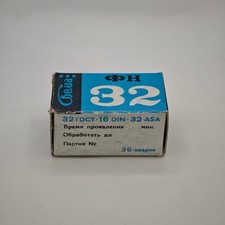 Свема
ФН
32
32 ГОСТ-16 DIN-32 ASA
Время проявления мин.
Обработать до
Партия №
36-кадров